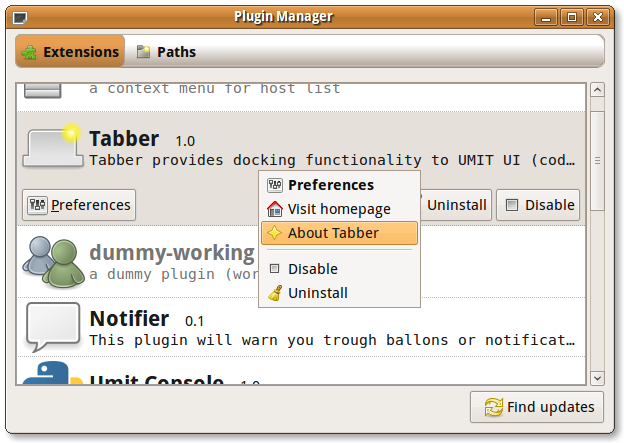 Plugin Manager
Extensions Paths
a context menu for host list
Tabber 1.0
Tabber provides docking functionality to UMIT UI (cod…
Preferences Uninstall Disable
Preferences
Visit homepage
About Tabber
Disable
Uninstall
dummy-working
a dummy plugin (wor
Notifier 0.1
This plugin will warn you trough ballons or notificat…
Umit Console 1.0
Find updates